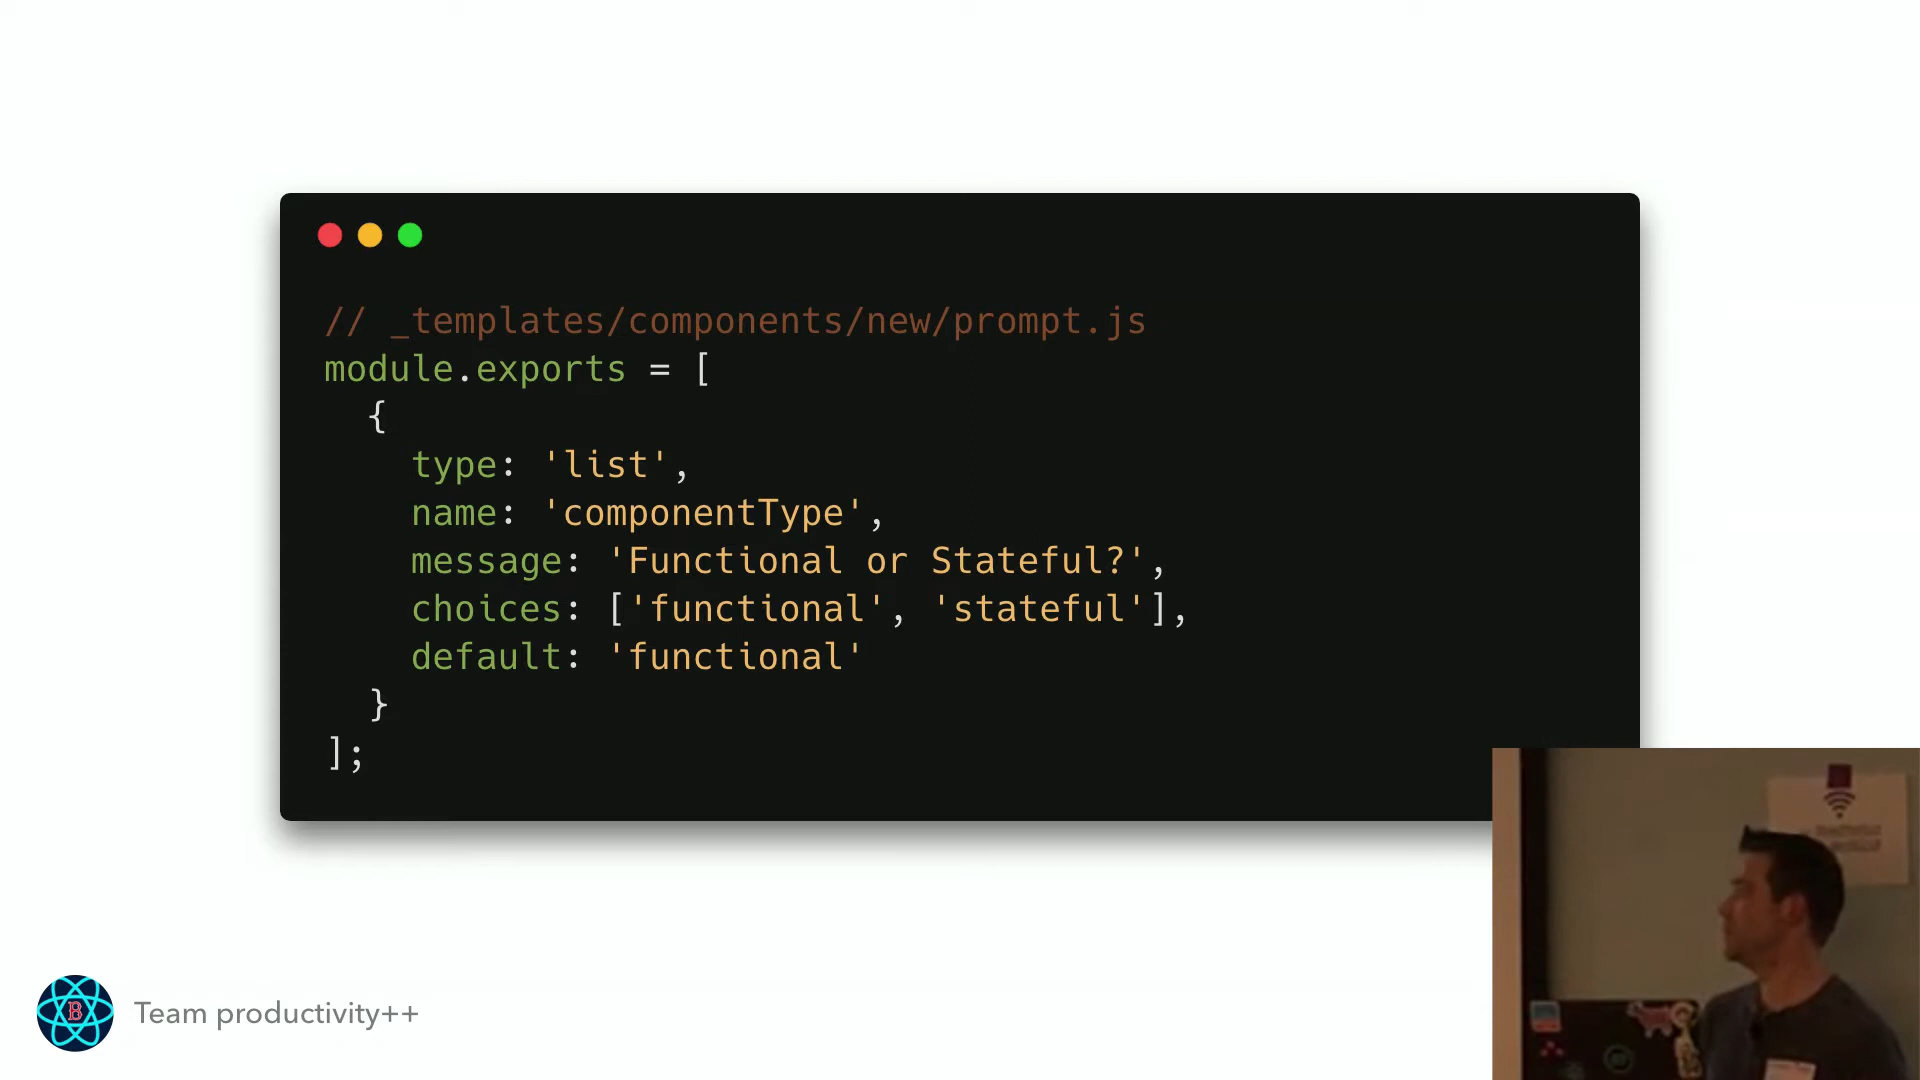 // _templates/components/new/prompt.js
module.exports = [
  {
    type: 'list',
    name: 'componentType',
    message: 'Functional or Stateful?',
    choices: ['functional', 'stateful'],
    default: 'functional'
  }
];
B
Team productivity++